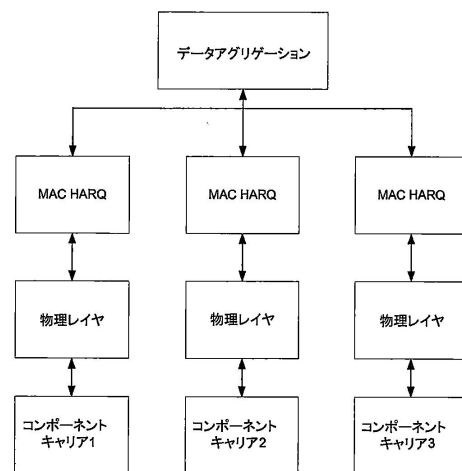 データアグリゲーション
MAC HARQ
MAC HARQ
MAC HARQ
物理レイヤ
物理レイヤ
物理レイヤ
コンポーネント
キャリア1
コンポーネント
キャリア2
コンポーネント
キャリア3